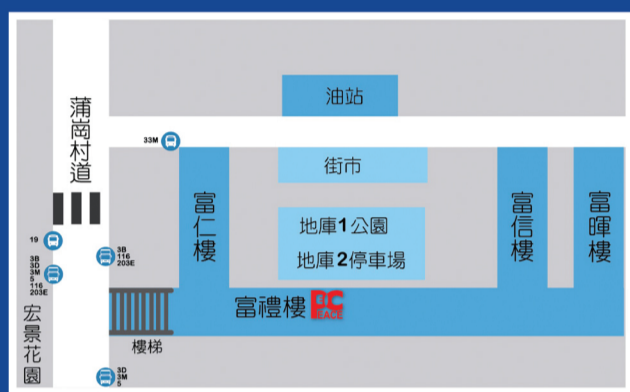 油站
蒲崗村道
33M
街市
富仁樓
地庫1公園
地庫2停車場
富信樓
富暉樓
19
3B
116
203E
3B
3D
3M
5
116
203E
富禮樓 PC
PEACE
宏景花園
樓梯
3D
3M
5